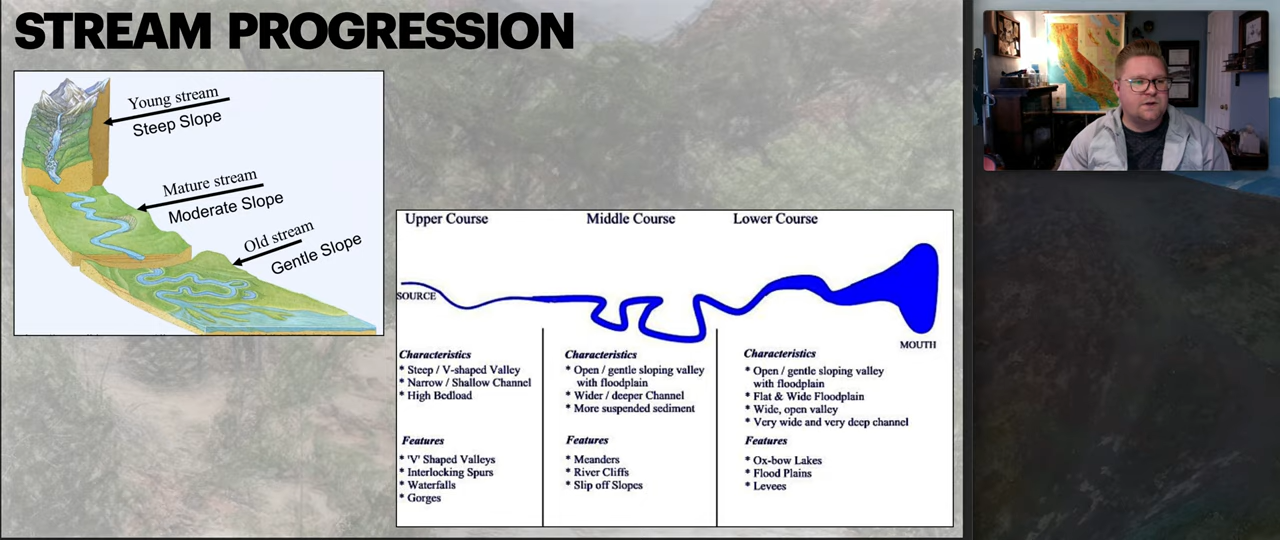 STREAM PROGRESSION
Young stream
Steep Slope
Mature stream
Moderate Slope
Old stream
Gentle Slope
Upper Course
Middle Course
Lower Course
SOURCE
MOUTH
Characteristics
* Steep / V-shaped Valley
* Narrow / Shallow Channel
* High Bedload
Features
* 'V' Shaped Valleys
* Interlocking Spurs
* Waterfalls
* Gorges
Characteristics
* Open / gentle sloping valley
with floodplain
* Wider / deeper Channel
* More suspended sediment
Features
* Meanders
* River Cliffs
* Slip off Slopes
Characteristics
* Open / gentle sloping valley
with floodplain
* Flat & Wide Floodplain
* Wide, open valley
* Very wide and very deep channel
Features
* Ox-bow Lakes
* Flood Plains
* Levees